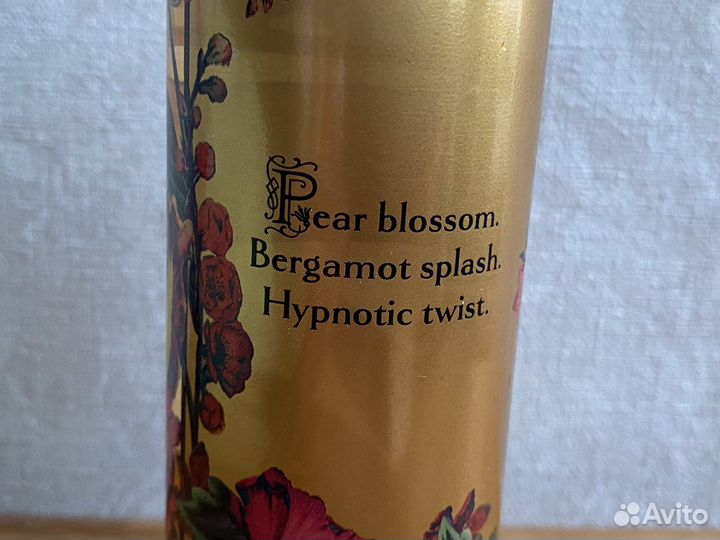 Pear blossom.
Bergamot splash.
Hypnotic twist.
Avito